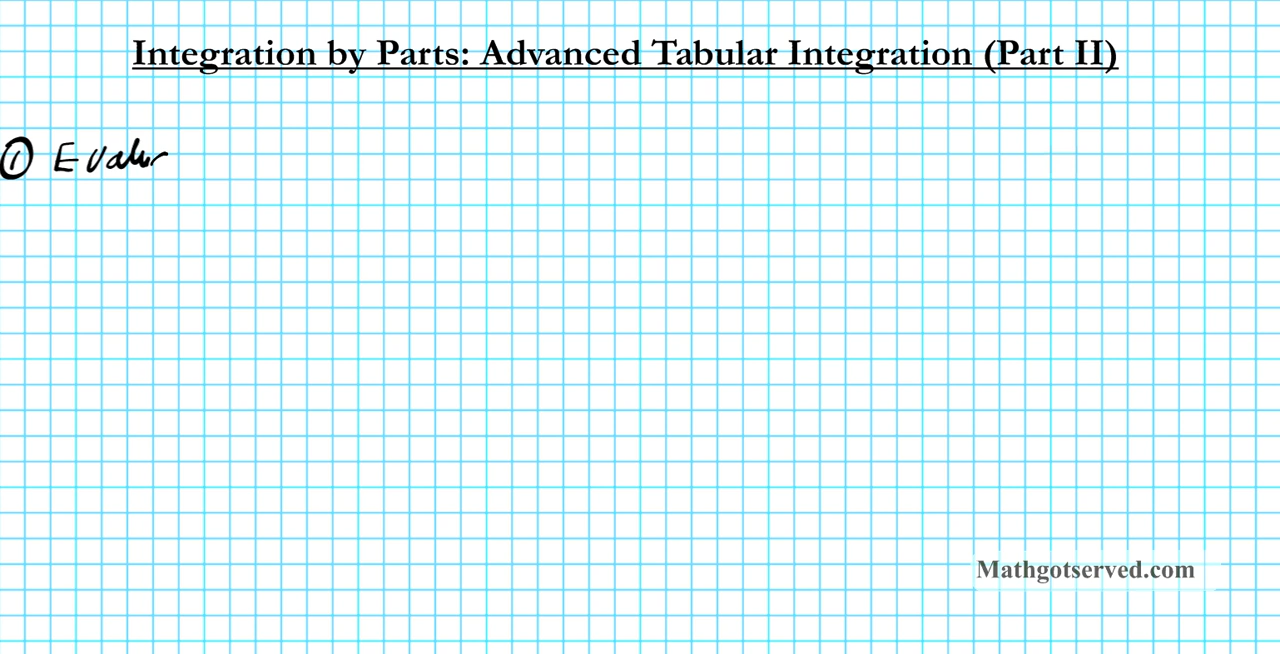 Integration by Parts: Advanced Tabular Integration (Part II)
① Evalu
Mathgotserved.com